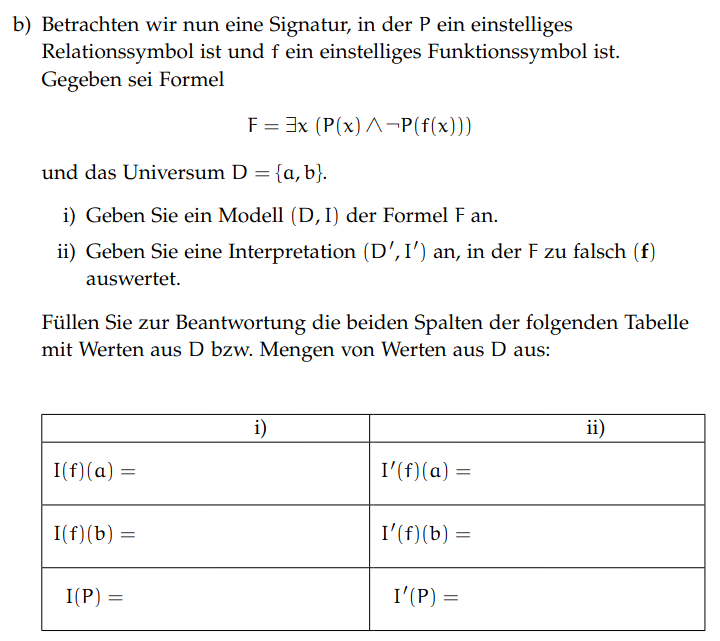 b) Betrachten wir nun eine Signatur, in der P ein einstelliges
Relationssymbol ist und f ein einstelliges Funktionssymbol ist.
Gegeben sei Formel
F = ∃x (P(x) ∧ ¬P(f(x)))
und das Universum D = {a, b}.
i) Geben Sie ein Modell (D, I) der Formel F an.
ii) Geben Sie eine Interpretation (D′, I′) an, in der F zu falsch (f)
auswertet.
Füllen Sie zur Beantwortung die beiden Spalten der folgenden Tabelle
mit Werten aus D bzw. Mengen von Werten aus D aus:
i) ii)
I(f)(a) = I′(f)(a) =
I(f)(b) = I′(f)(b) =
I(P) = I′(P) =